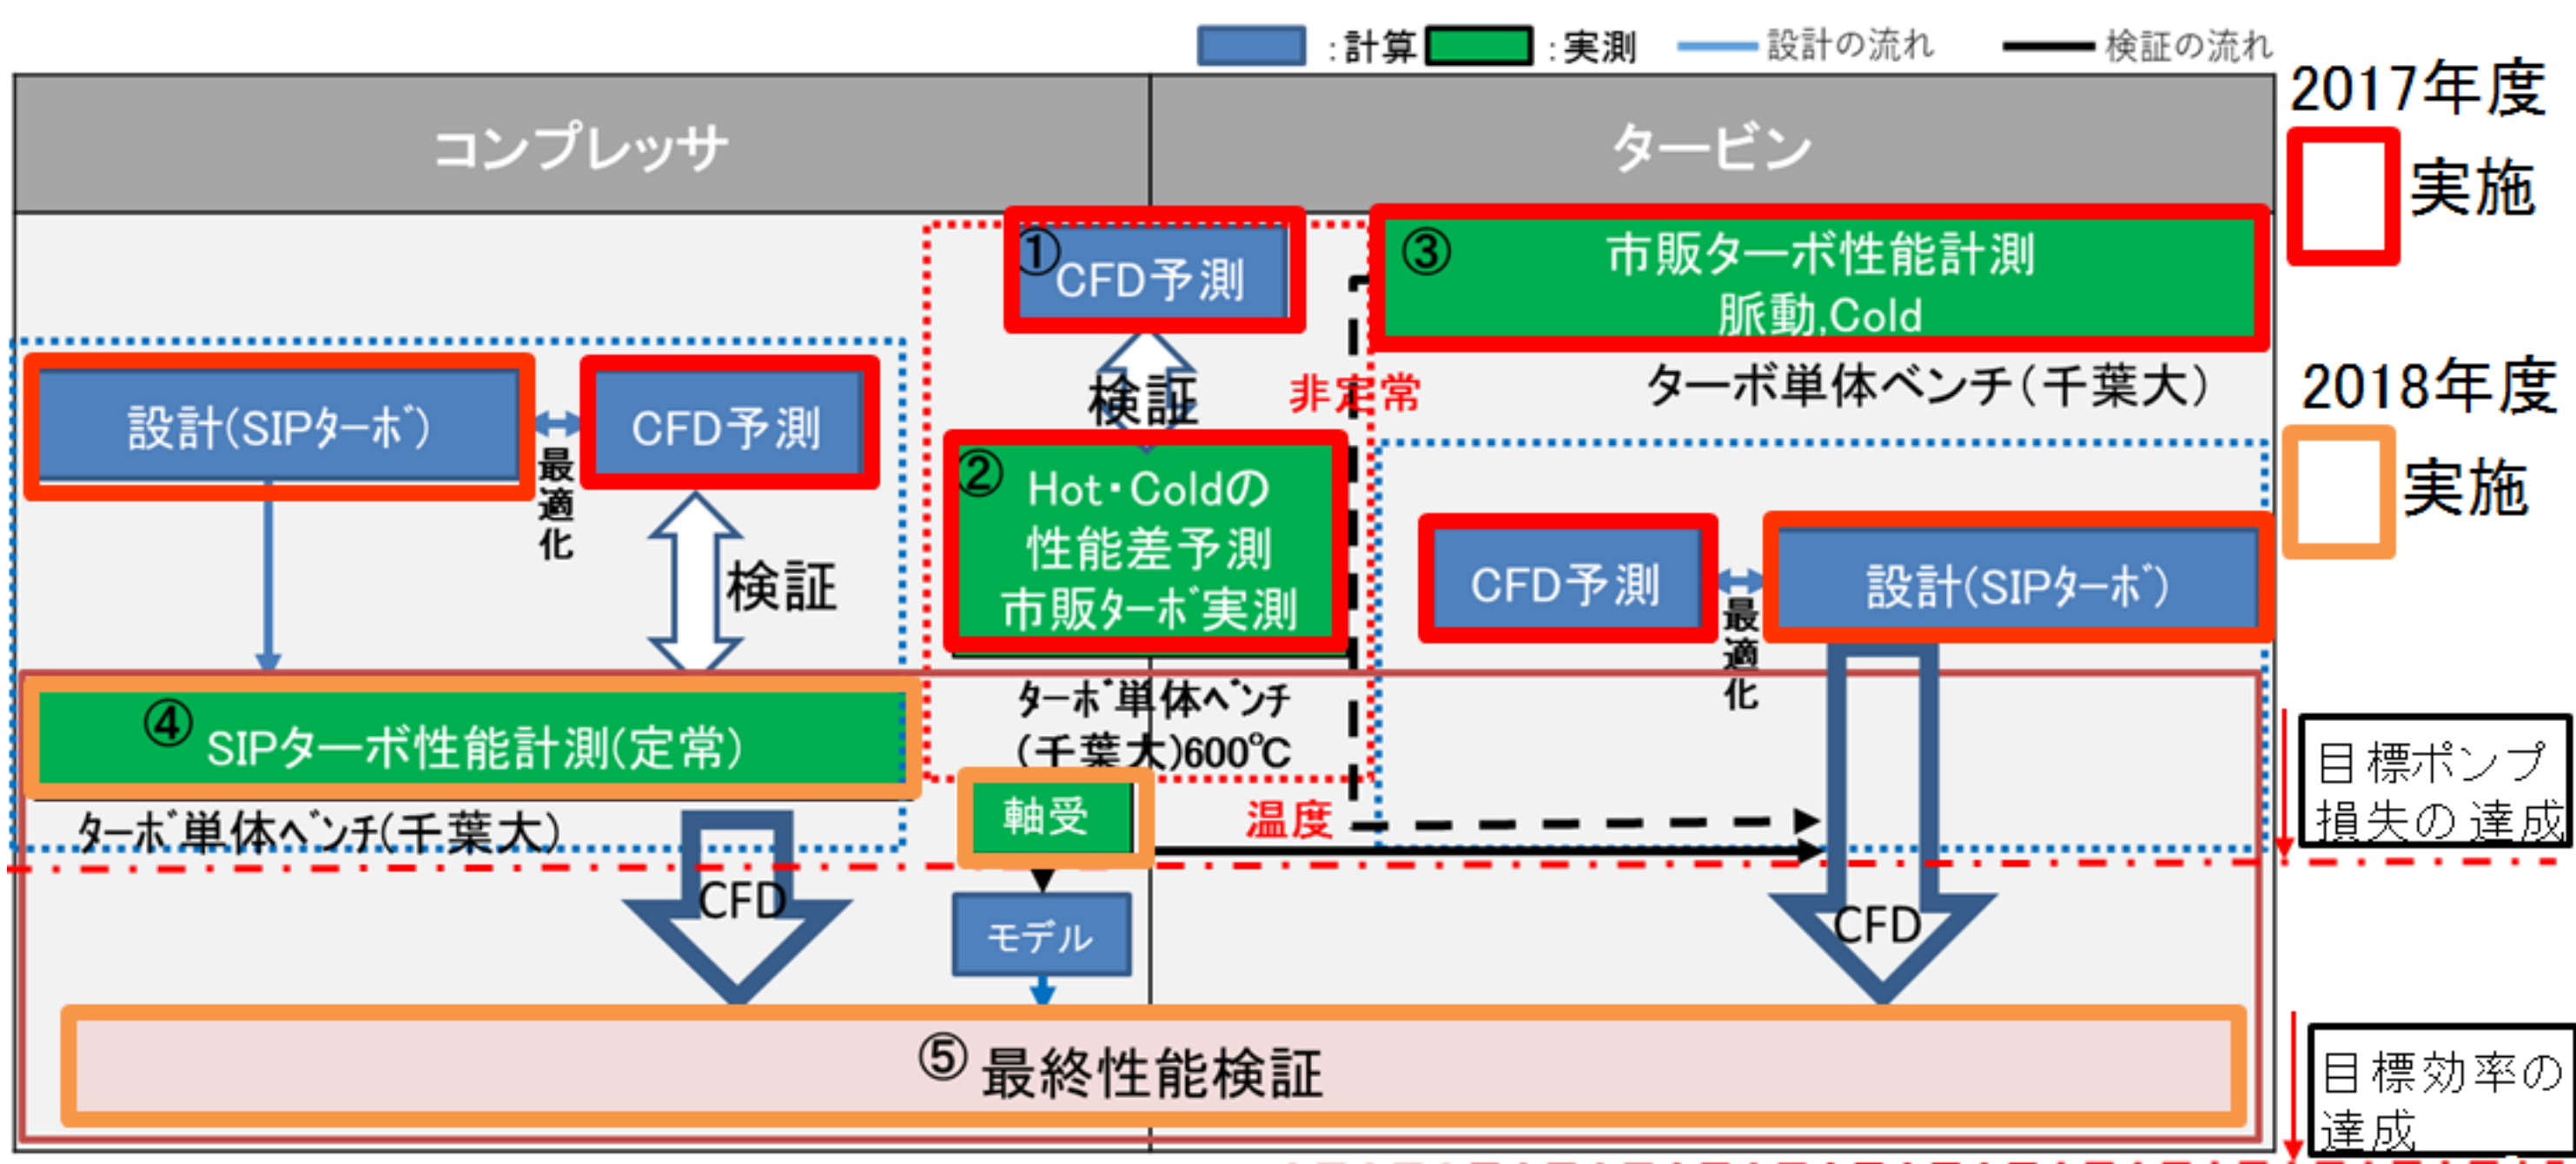 :計算
:実測
設計の流れ
検証の流れ
2017年度
実施
コンプレッサ
タービン
①
CFD予測
③
市販ターボ性能計測
脈動,Cold
ターボ単体ベンチ(千葉大)
2018年度
実施
検証
非定常
設計(SIPターボ)
最適化
CFD予測
検証
②
Hot・Coldの
性能差予測
市販ターボ実測
ターボ単体ベンチ
(千葉大)600℃
CFD予測
最適化
設計(SIPターボ)
④
SIPターボ性能計測(定常)
ターボ単体ベンチ(千葉大)
軸受
温度
目標ポンプ
損失の達成
CFD
モデル
CFD
⑤最終性能検証
目標効率の
達成